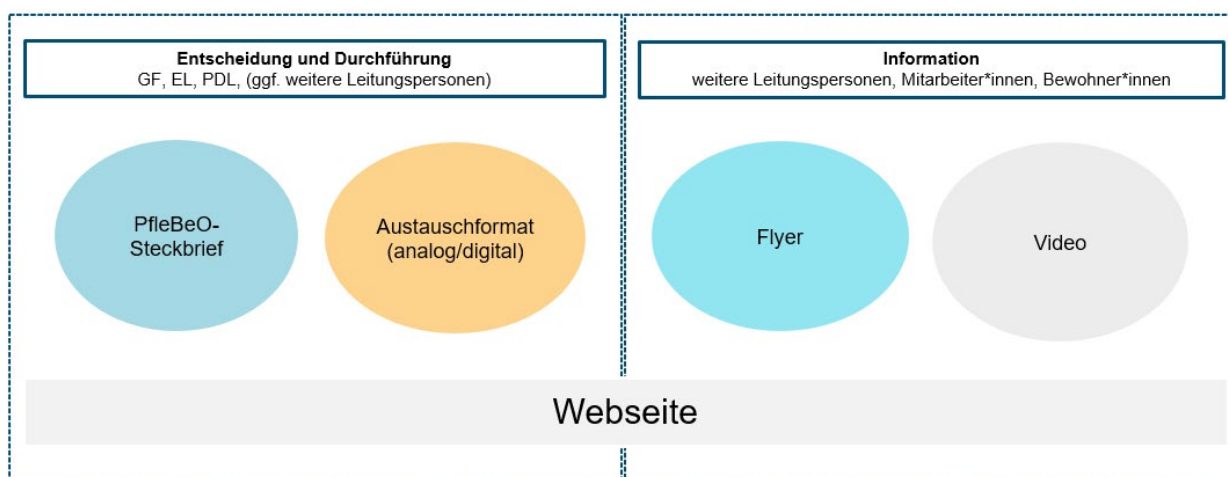 Entscheidung und Durchführung
GF, EL, PDL, (ggf. weitere Leitungspersonen)
Information
weitere Leitungspersonen, Mitarbeiter*innen, Bewohner*innen
PfleBeO-
Steckbrief
Austauschformat
(analog/digital)
Flyer
Video
Webseite